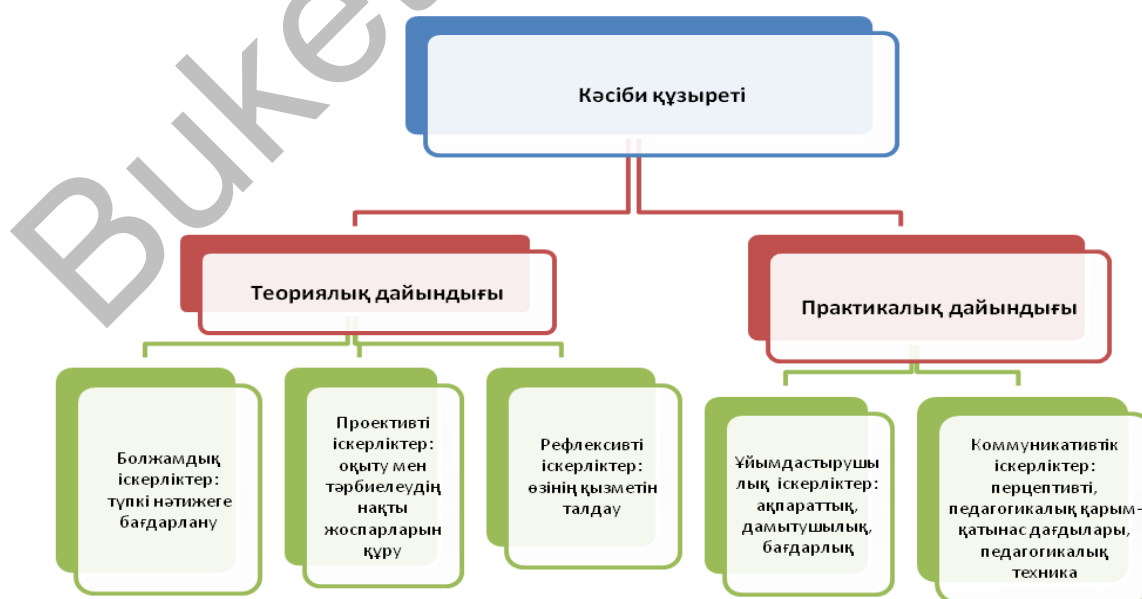 Buket
Кәсіби құзыреті
Теориялық дайындығы
Практикалық дайындығы
Болжамдық
іскерліктер:
түпкі нәтижеге
бағдарлану
Проективті
іскерліктер:
оқыту мен
тәрбиелеудің
нақты
жоспарларын
құру
Рефлексивті
іскерліктер:
өзінің қызметін
талдау
Ұйымдастырушы
лық іскерліктер:
ақпараттық,
дамытушылық,
бағдарлық
Коммуникативтік
іскерліктер:
перцептивті,
педагогикалық қарым-
қатынас дағдылары,
педагогикалық
техника